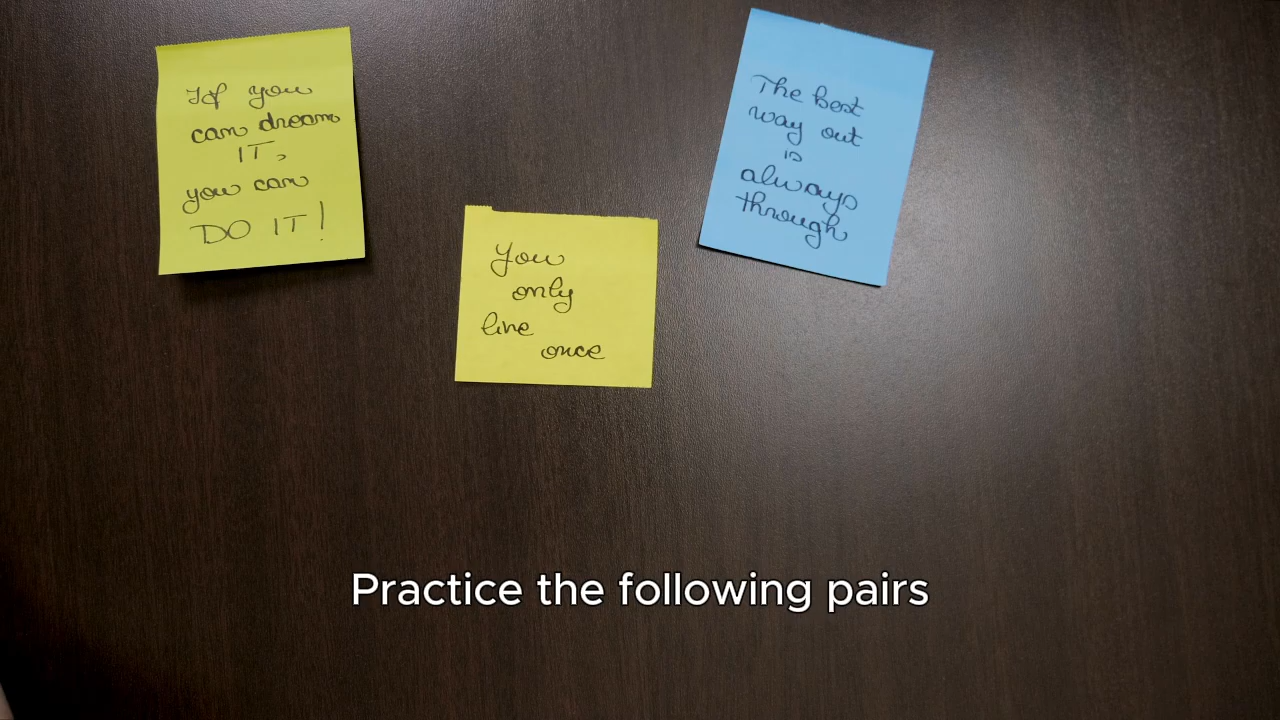 If you
can dream
IT,
you can
DO IT!
You
only
live
once
The best
way out
is
always
through
Practice the following pairs